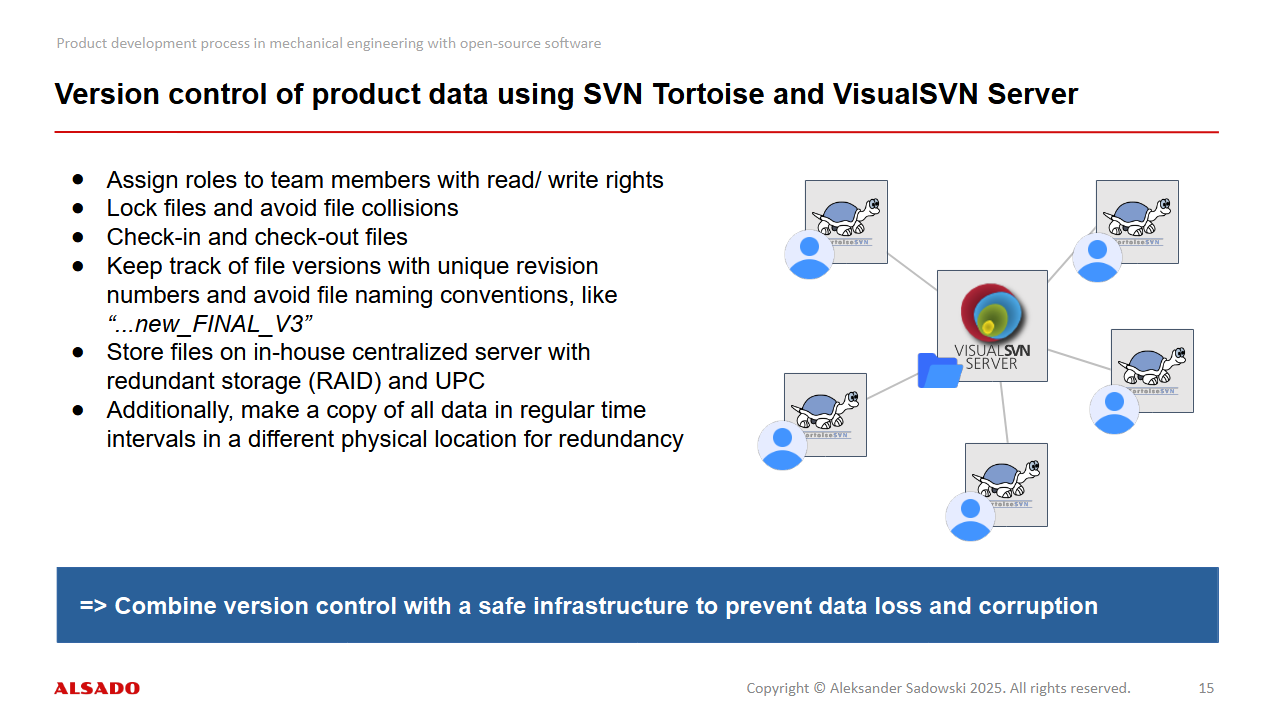 Product development process in mechanical engineering with open-source software
Version control of product data using SVN Tortoise and VisualSVN Server
● Assign roles to team members with read/ write rights
● Lock files and avoid file collisions
● Check-in and check-out files
● Keep track of file versions with unique revision
numbers and avoid file naming conventions, like
“...new_FINAL_V3”
● Store files on in-house centralized server with
redundant storage (RAID) and UPC
● Additionally, make a copy of all data in regular time
intervals in a different physical location for redundancy
VISUALSVN
SERVER
=> Combine version control with a safe infrastructure to prevent data loss and corruption
ALSADO
Copyright © Aleksander Sadowski 2025. All rights reserved.
15